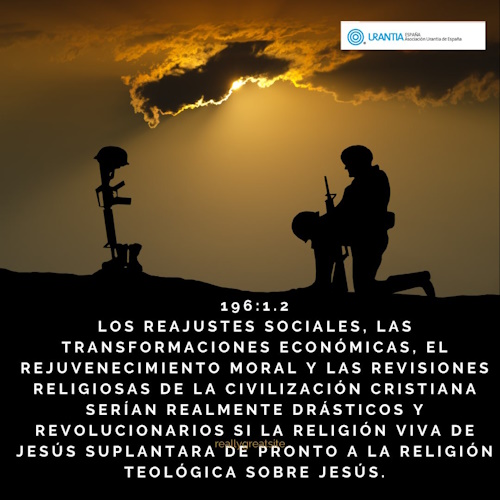 URANTIA ESPAÑA
Asociación Urantia de España
196:1.2
LOS REAJUSTES SOCIALES, LAS
TRANSFORMACIONES ECONÓMICAS, EL
REJUVENECIMIENTO MORAL Y LAS REVISIONES
RELIGIOSAS DE LA CIVILIZACIÓN CRISTIANA
SERÍAN REALMENTE DRÁSTICOS Y
REVOLUCIONARIOS SI LA RELIGIÓN VIVA DE
reallygreatsite
JESÚS SUPLANTARA DE PRONTO A LA RELIGIÓN
TEOLÓGICA SOBRE JESÚS.